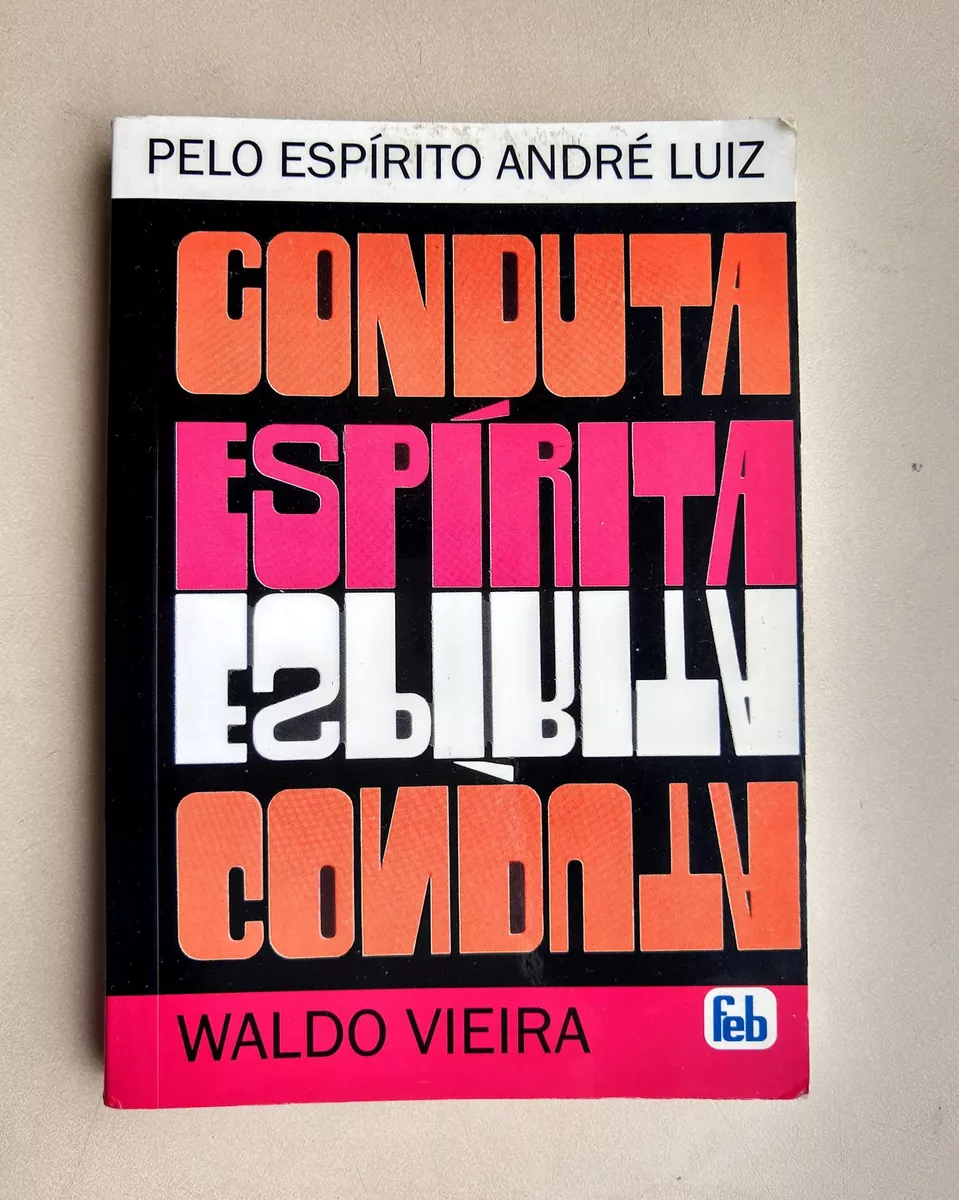 PELO ESPÍRITO ANDRÉ LUIZ
CONDUTA
ESPÍRITA
ESPÍRITA
CONDUTA
WALDO VIEIRA
feb